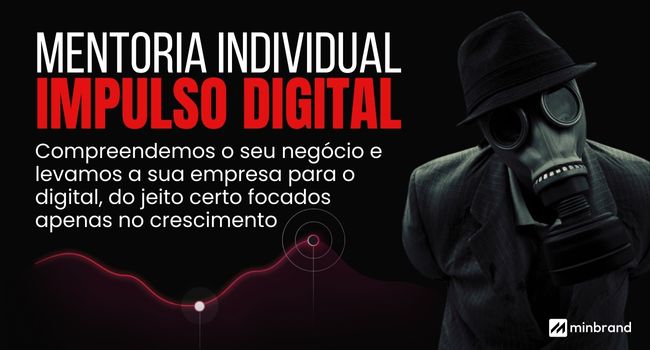 MENTORIA INDIVIDUAL
IMPULSO DIGITAL
Compreendemos o seu negócio e
levamos a sua empresa para o
digital, do jeito certo focados
apenas no crescimento
minbrand